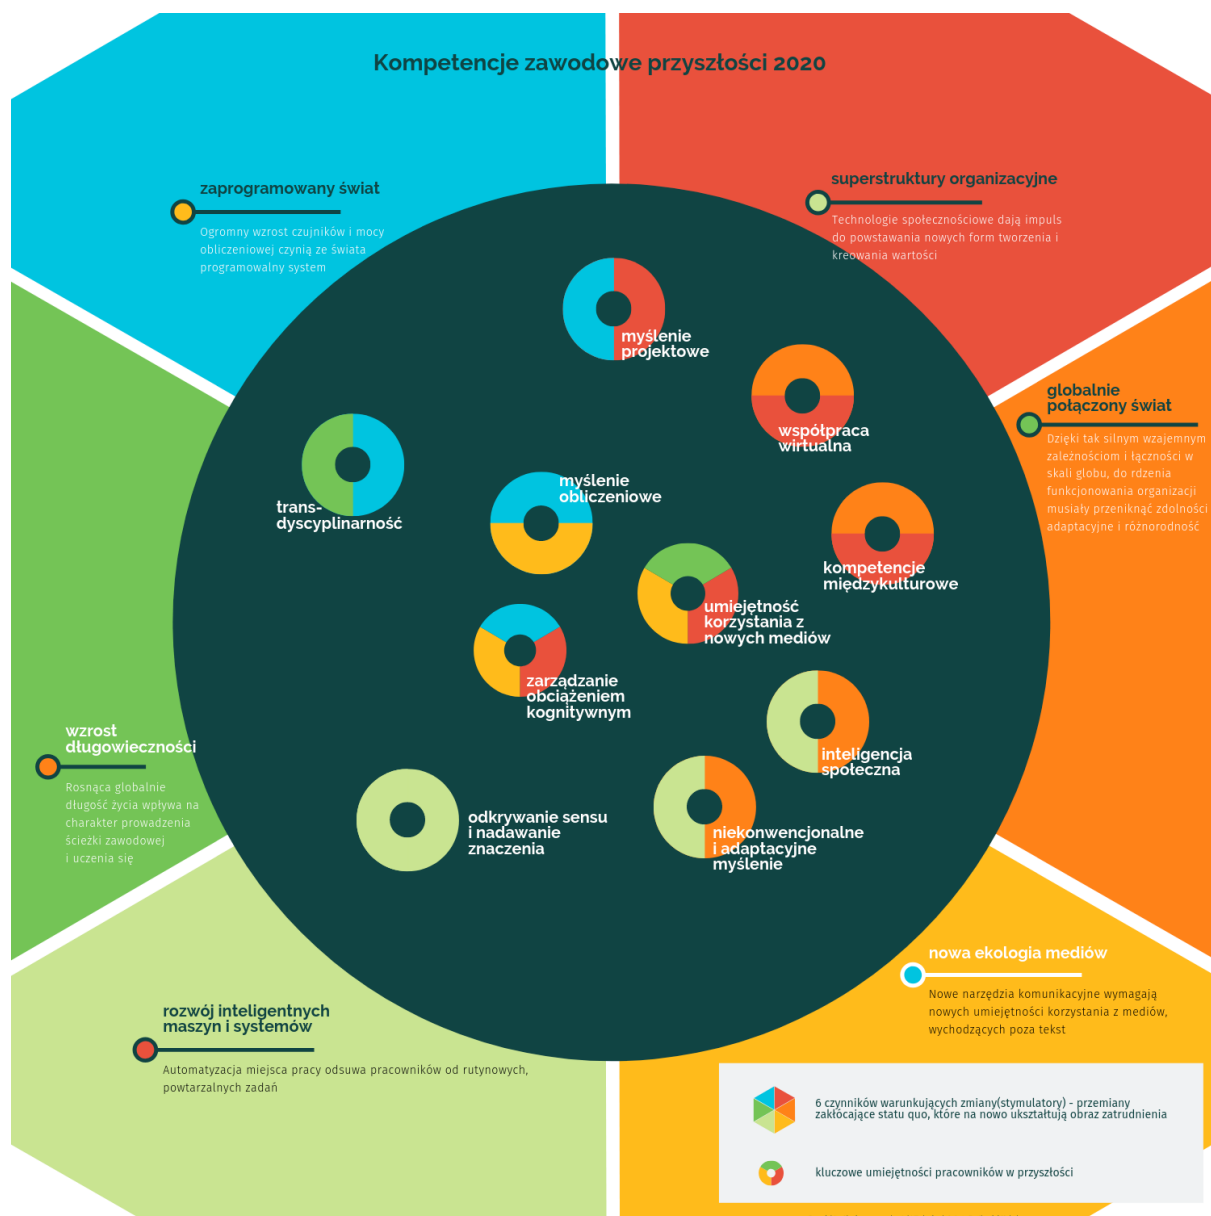 Kompetencje zawodowe przyszłości 2020
zaprogramowany świat
Ogromny wzrost czujników i mocy
obliczeniowej czynią ze świata
programowalny system
superstruktury organizacyjne
Technologie społecznościowe dają impuls
do powstawania nowych form tworzenia i
kreowania wartości
myślenie
projektowe
globalnie
połączony świat
Dzięki tak silnym wzajemnym
zależnościom i łączności w
skali globu, do rdzenia
funkcjonowania organizacji
musiały przeniknąć zdolności
adaptacyjne i różnorodność
współpraca
wirtualna
trans-
dyscyplinarność
myślenie
obliczeniowe
kompetencje
międzykulturowe
umiejętność
korzystania z
nowych mediów
zarządzanie
obciążeniem
kognitywnym
wzrost
długowieczności
Rosnąca globalnie
długość życia wpływa na
charakter prowadzenia
ścieżki zawodowej
i uczenia się
inteligencja
społeczna
odkrywanie sensu
i nadawanie
znaczenia
niekonwencjonalne
i adaptacyjne
myślenie
nowa ekologia mediów
Nowe narzędzia komunikacyjne wymagają
nowych umiejętności korzystania z mediów,
wychodzących poza tekst
rozwój inteligentnych
maszyn i systemów
Automatyzacja miejsca pracy odsuwa pracowników od rutynowych,
powtarzalnych zadań
6 czynników warunkujących zmiany(stymulatory) - przemiany
zakłócające statu quo, które na nowo ukształtują obraz zatrudnienia
kluczowe umiejętności pracowników w przyszłości